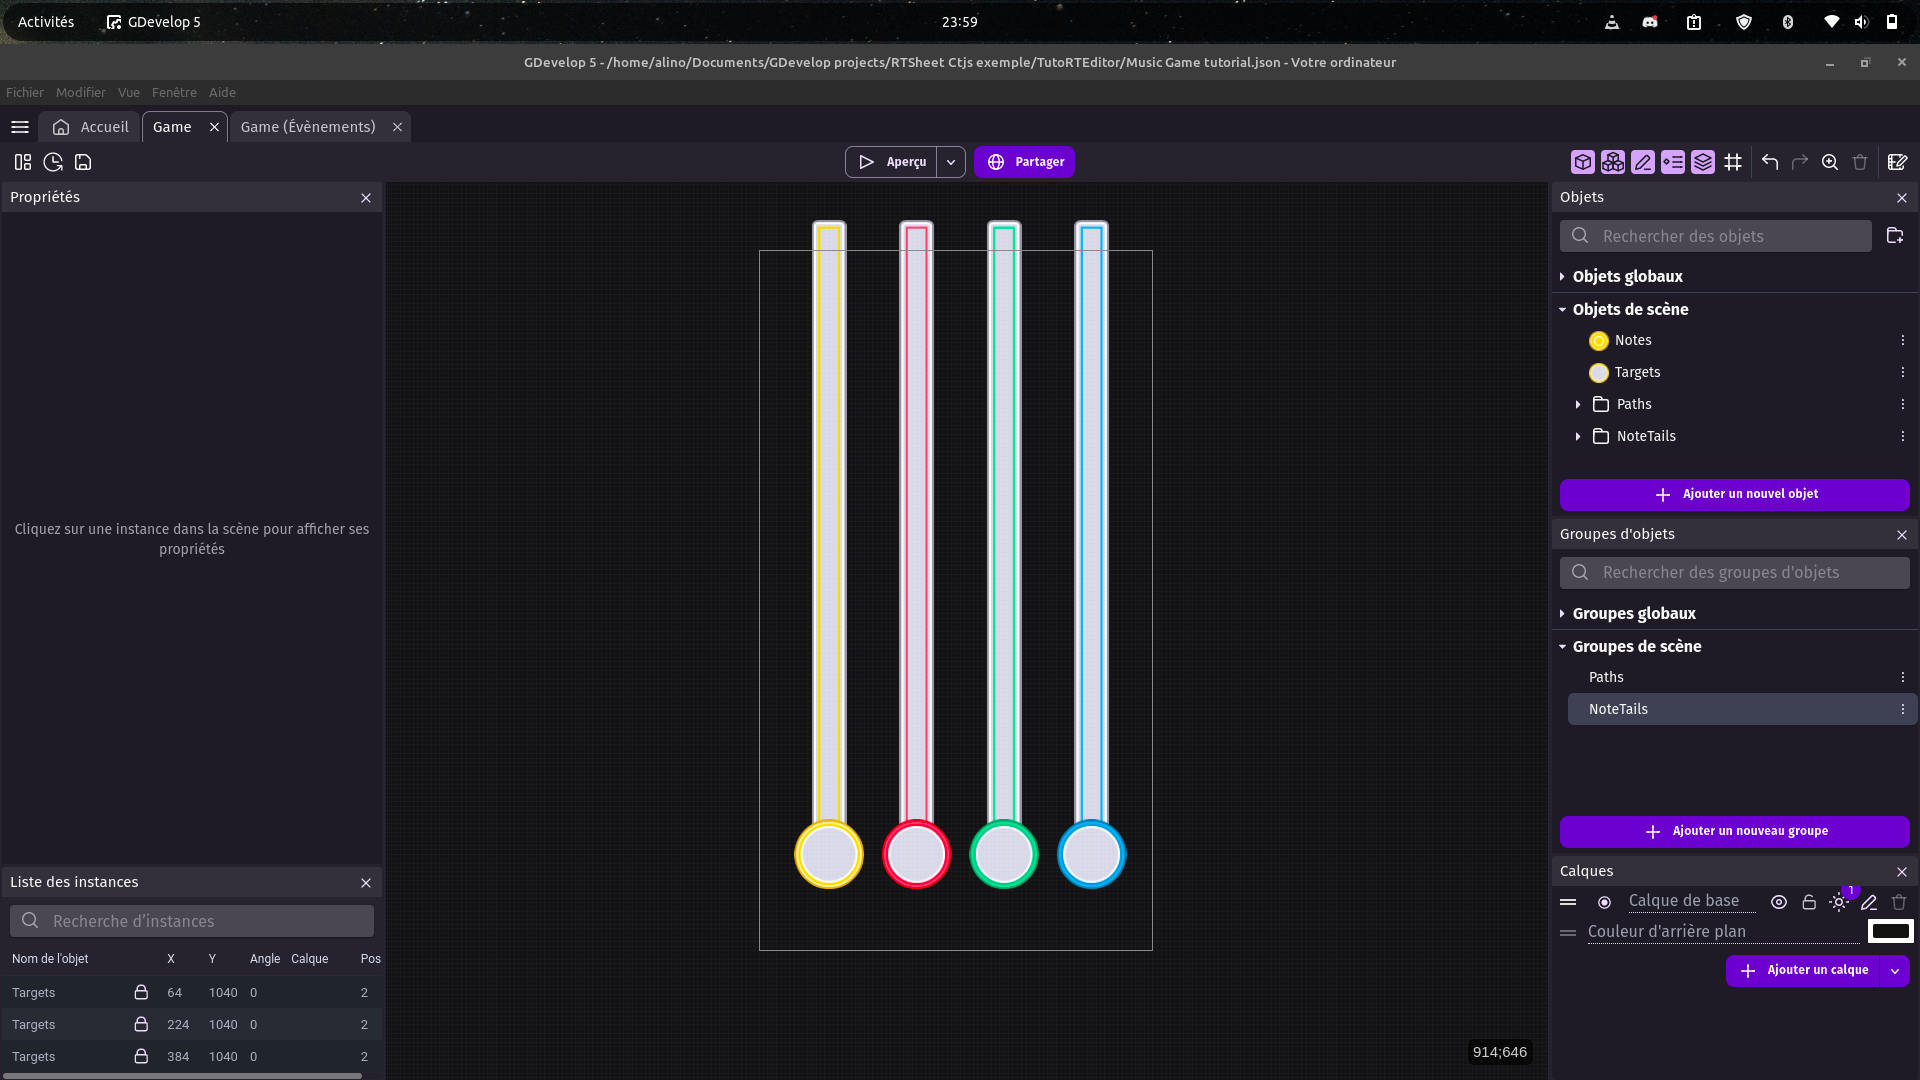 Activités GDevelop 5 23:59
GDevelop 5 - /home/alino/Documents/GDevelop projects/RTSheet Ctjs exemple/TutoRTEditor/Music Game tutorial.json - Votre ordinateur
Fichier Modifier Vue Fenêtre Aide
Accueil Game Game (Évènements)
Aperçu Partager
Propriétés
Cliquez sur une instance dans la scène pour afficher ses
propriétés
Liste des instances
Recherche d’instances
Nom de l'objet X Y Angle Calque Pos
Targets 64 1040 0 2
Targets 224 1040 0 2
Targets 384 1040 0 2
914;646
Objets
Rechercher des objets
Objets globaux
Objets de scène
Notes
Targets
Paths
NoteTails
Ajouter un nouvel objet
Groupes d'objets
Rechercher des groupes d'objets
Groupes globaux
Groupes de scène
Paths
NoteTails
Ajouter un nouveau groupe
Calques
1
Calque de base
Couleur d'arrière plan
Ajouter un calque